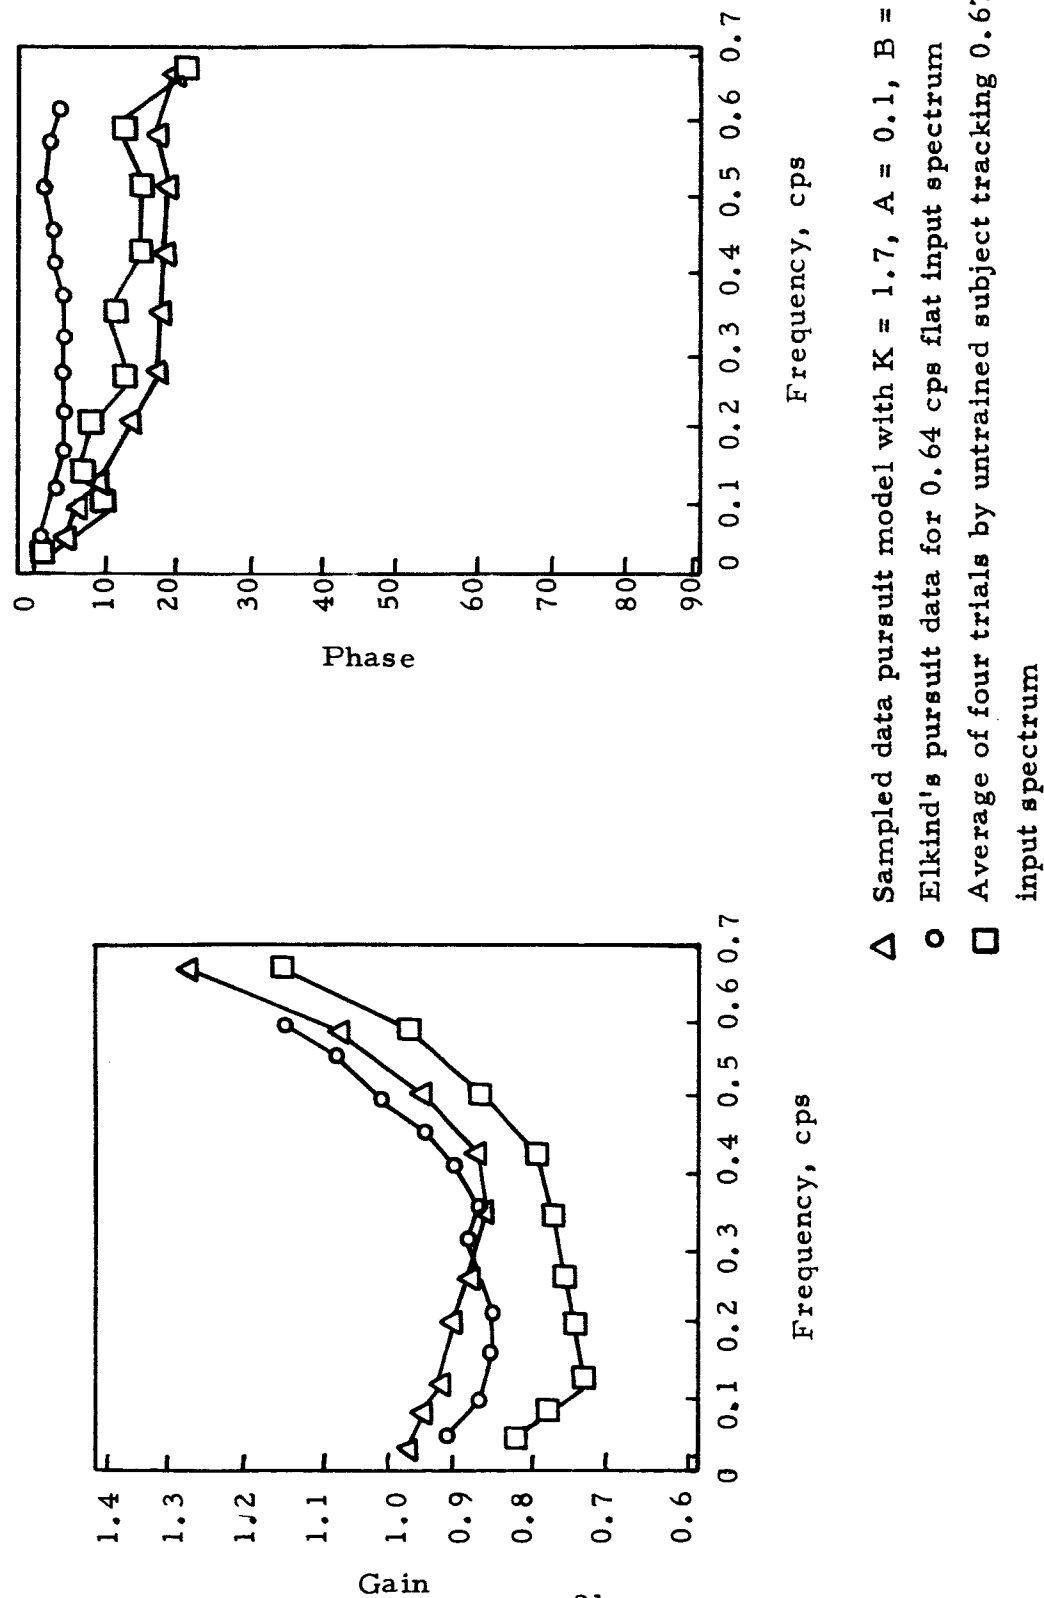 1.4
1.3
1.2
1.1
1.0
0.9
0.8
0.7
0.6
Gain
0 0.1 0.2 0.3 0.4 0.5 0.6 0.7
Frequency, cps
0
10
20
30
40
50
60
70
80
90
Phase
0 0.1 0.2 0.3 0.4 0.5 0.6 0.7
Frequency, cps
Sampled data pursuit model with K = 1.7, A = 0.1, B =
Elkind's pursuit data for 0.64 cps flat input spectrum
Average of four trials by untrained subject tracking 0.67
input spectrum